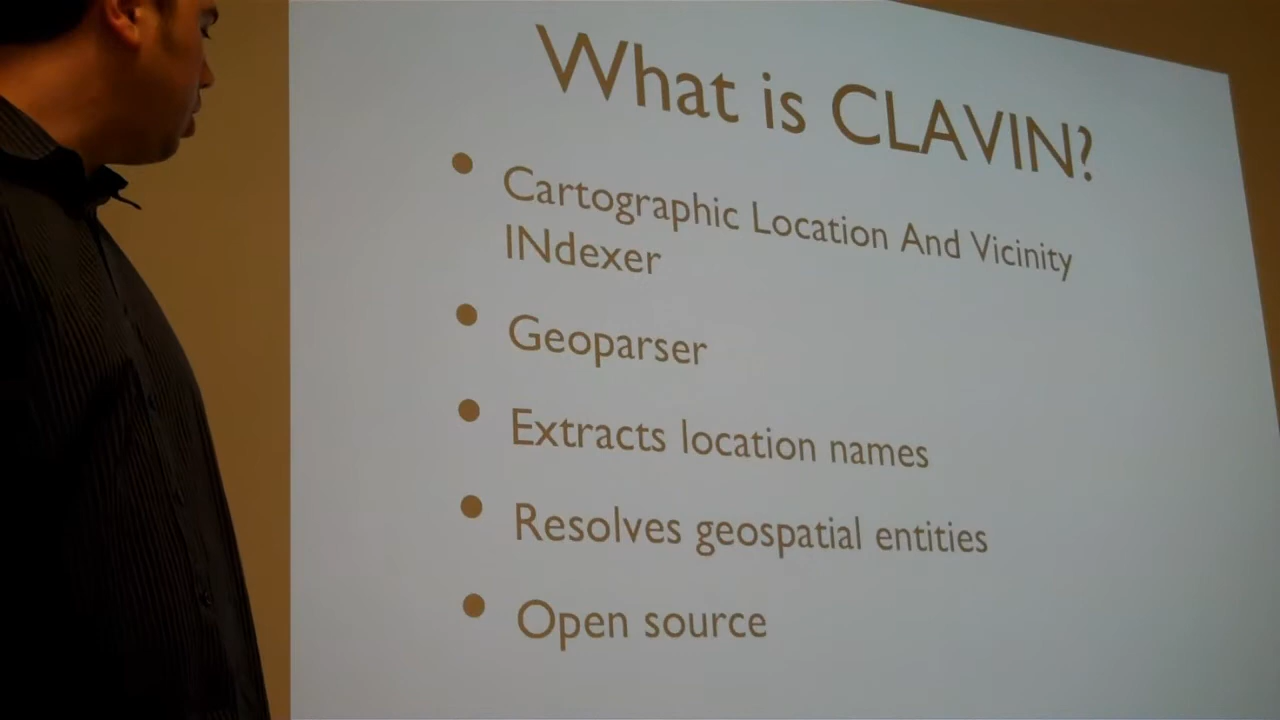 What is CLAVIN?
• Cartographic Location And Vicinity
INdexer
• Geoparser
• Extracts location names
• Resolves geospatial entities
• Open source